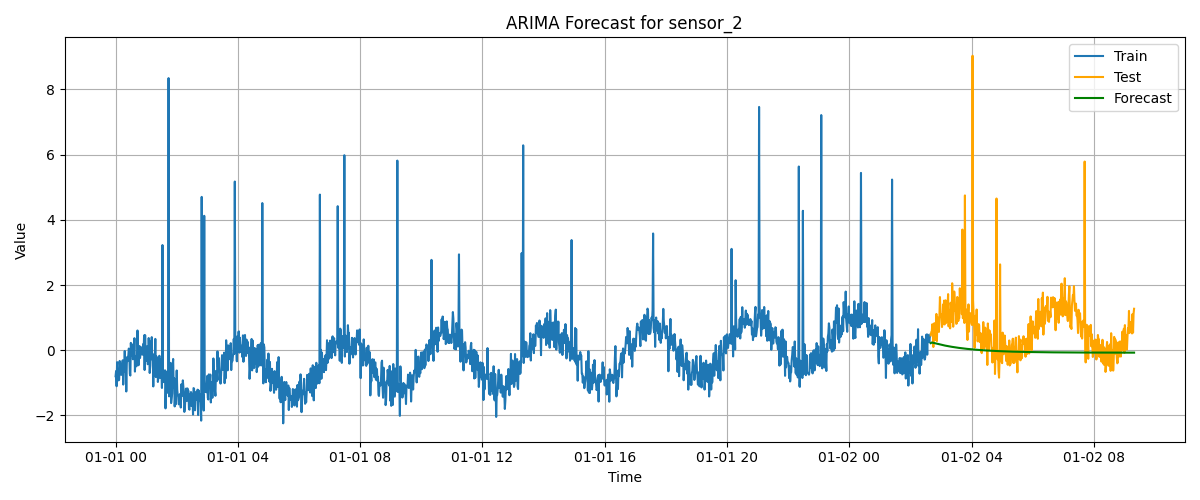 ARIMA Forecast for sensor_2
Train
Test
Forecast
Value
8
6
4
2
0
−2
01-01 00
01-01 04
01-01 08
01-01 12
01-01 16
01-01 20
01-02 00
01-02 04
01-02 08
Time